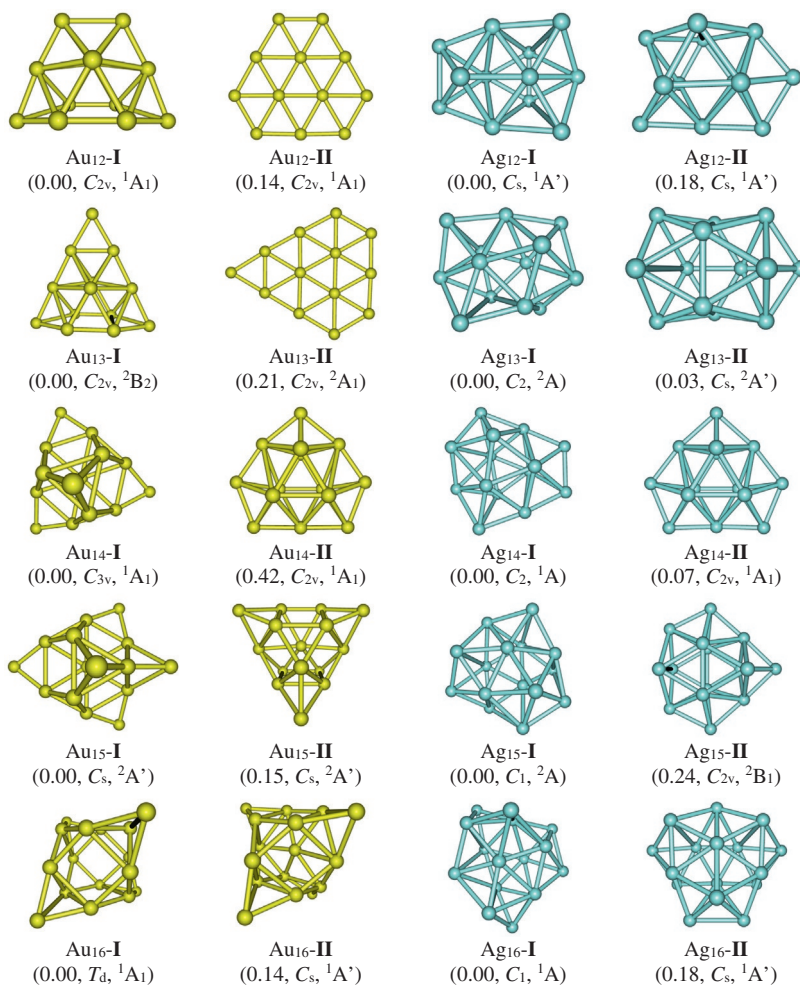 Au₁₂-I Au₁₂-II Ag₁₂-I Ag₁₂-II
(0.00, C₂ᵥ, ¹A₁) (0.14, C₂ᵥ, ¹A₁) (0.00, Cₛ, ¹A’) (0.18, Cₛ, ¹A’)
Au₁₃-I Au₁₃-II Ag₁₃-I Ag₁₃-II
(0.00, C₂ᵥ, ²B₂) (0.21, C₂ᵥ, ²A₁) (0.00, C₂, ²A) (0.03, Cₛ, ²A’)
Au₁₄-I Au₁₄-II Ag₁₄-I Ag₁₄-II
(0.00, C₃ᵥ, ¹A₁) (0.42, C₂ᵥ, ¹A₁) (0.00, C₂, ¹A) (0.07, C₂ᵥ, ¹A₁)
Au₁₅-I Au₁₅-II Ag₁₅-I Ag₁₅-II
(0.00, Cₛ, ²A’) (0.15, Cₛ, ²A’) (0.00, C₁, ²A) (0.24, C₂ᵥ, ²B₁)
Au₁₆-I Au₁₆-II Ag₁₆-I Ag₁₆-II
(0.00, T_d, ¹A₁) (0.14, Cₛ, ¹A’) (0.00, C₁, ¹A) (0.18, Cₛ, ¹A’)